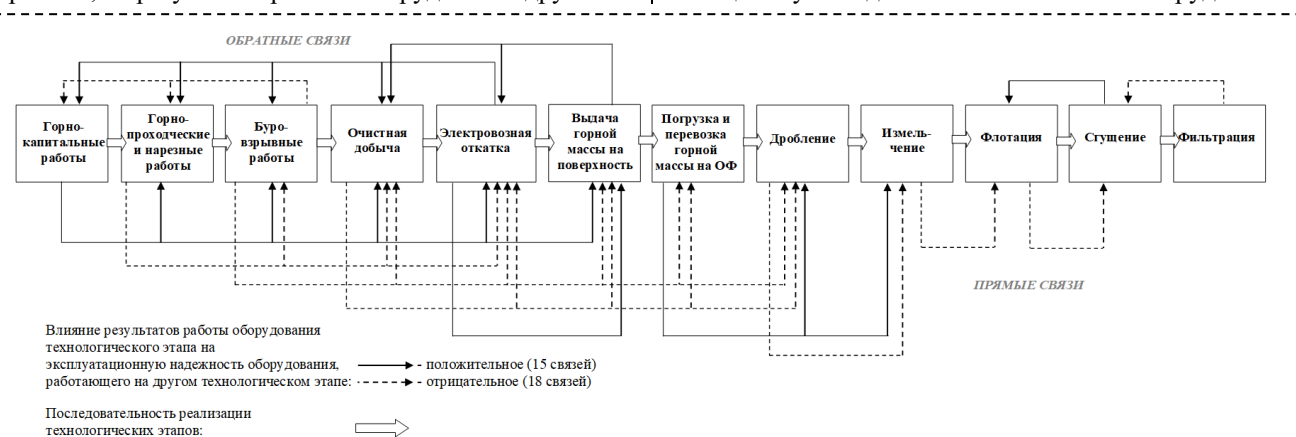 ОБРАТНЫЕ СВЯЗИ
Горно-
капитальные
работы
Горно-
проходческие
и нарезные
работы
Буро-
взрывные
работы
Очистная
добыча
Электровозная
откатка
Выдача
горной
массы на
поверхность
Погрузка и
перевозка
горной
массы на ОФ
Дробление
Измель-
чение
Флотация
Сгущение
Фильтрация
ПРЯМЫЕ СВЯЗИ
Влияние результатов работы оборудования
технологического этапа на
эксплуатационную надежность оборудования,
работающего на другом технологическом этапе:
- положительное (15 связей)
- отрицательное (18 связей)
Последовательность реализации
технологических этапов: